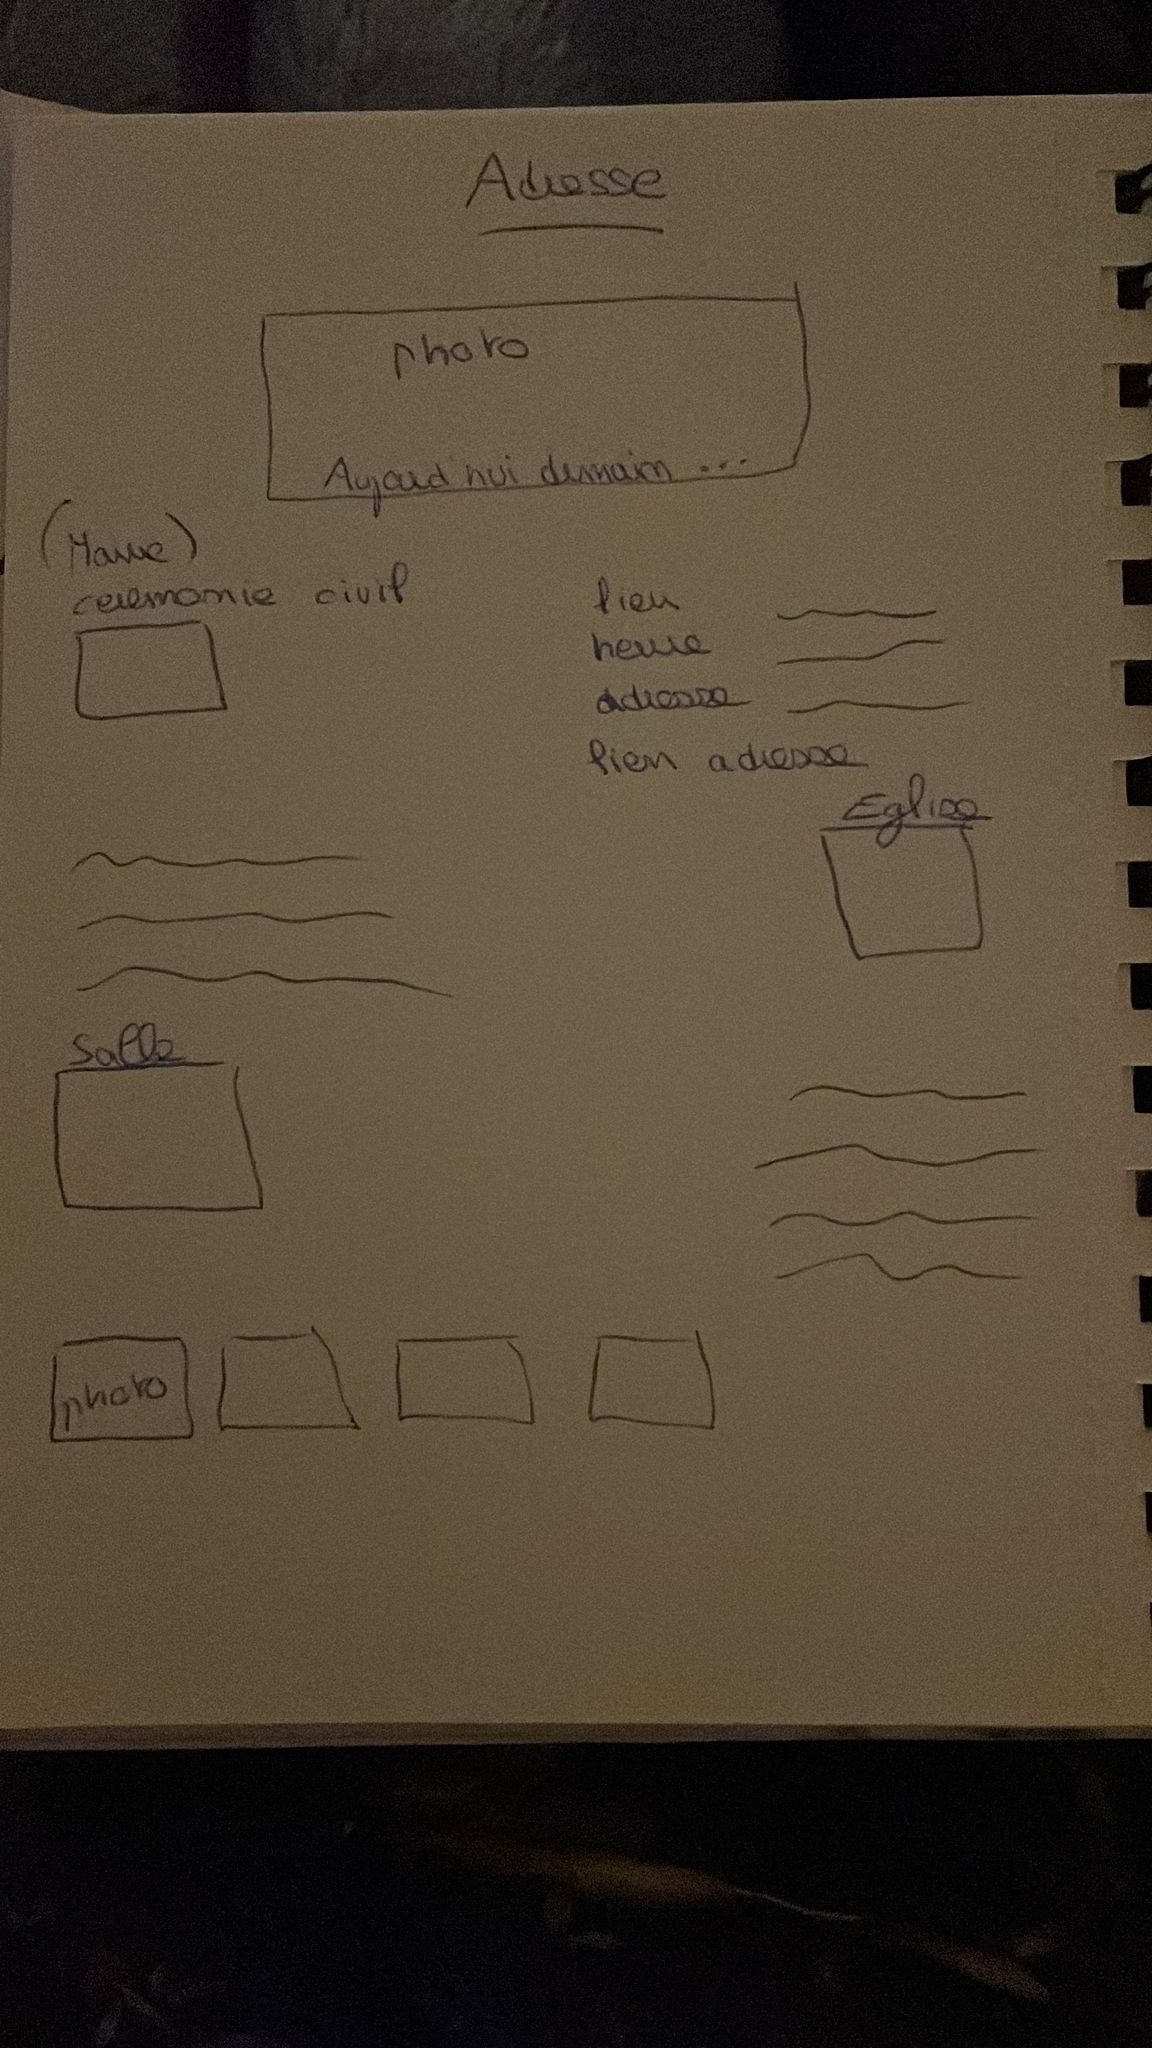 Adresse
photo
Aujourd'hui demain ...
(Mairie)
ceremonie civil
lieu
heure
adresse
lien adresse
Eglise
Salle
photo